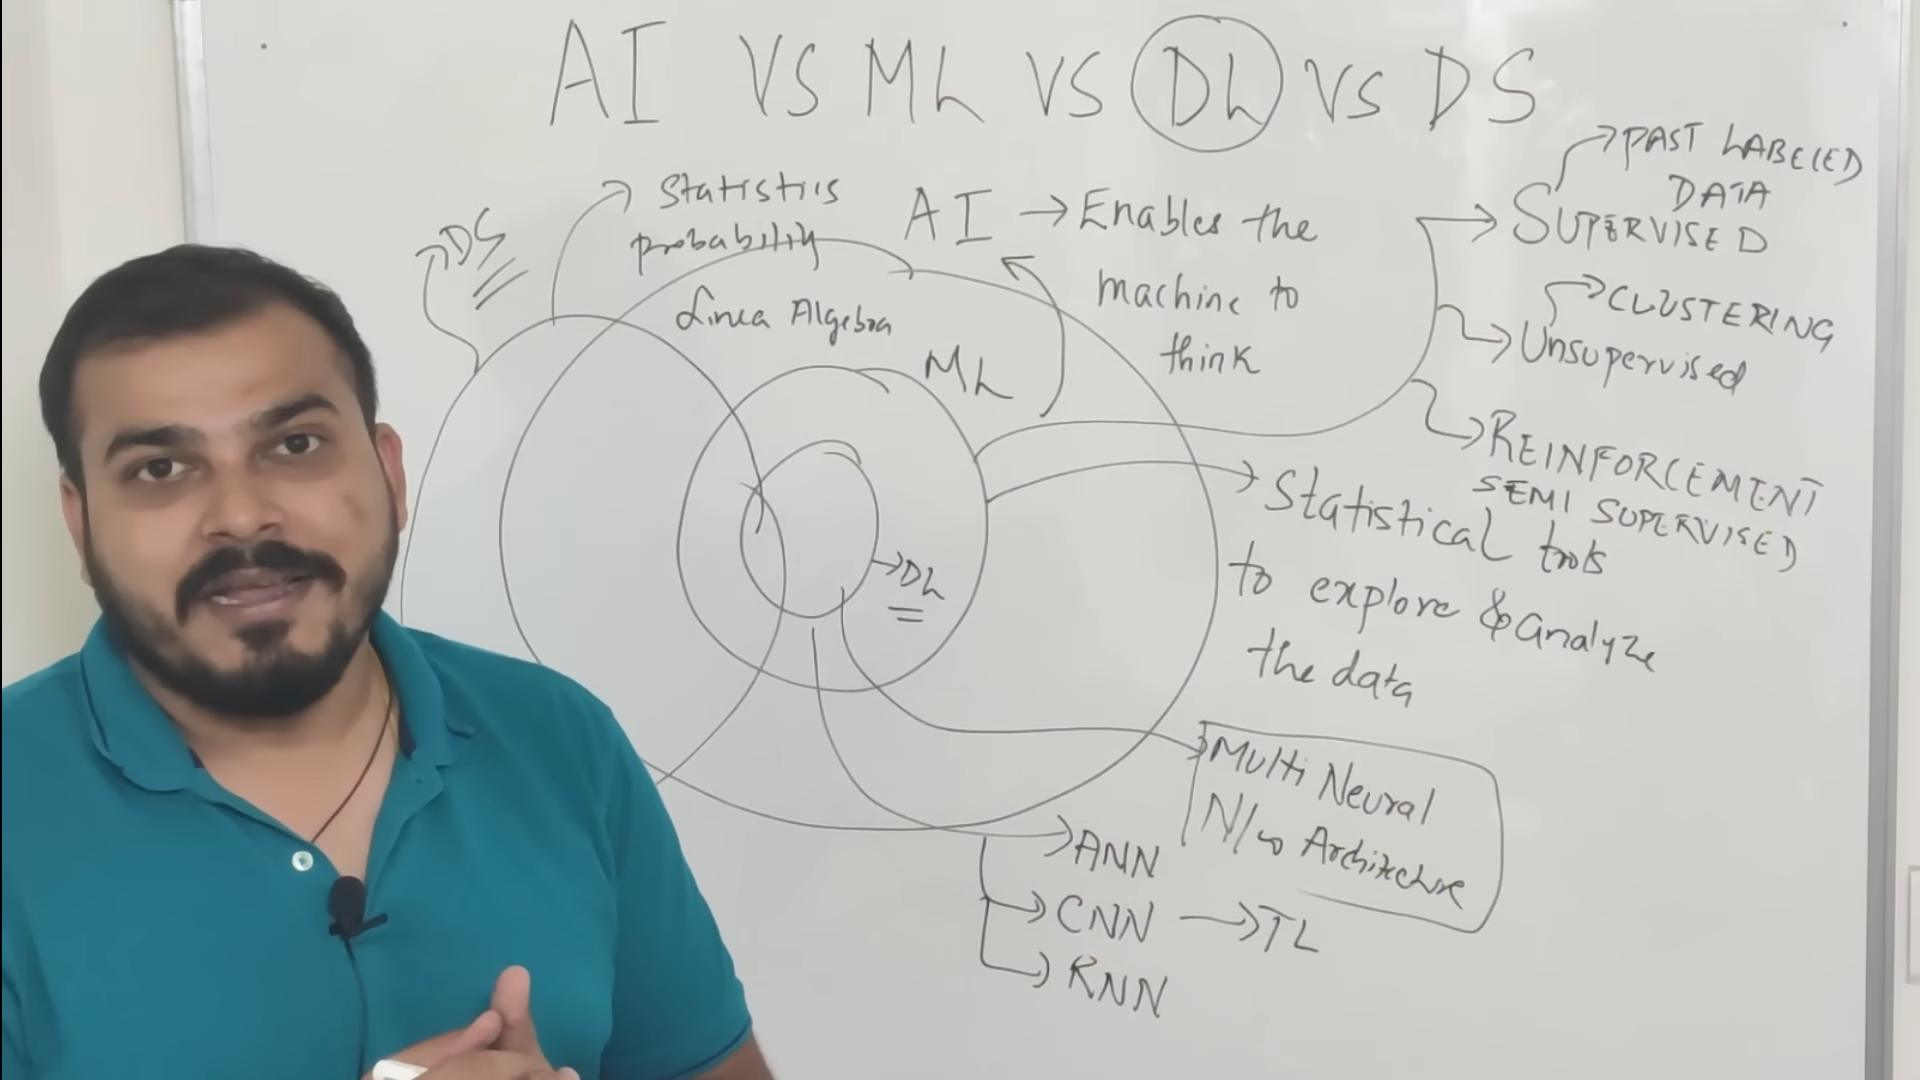 AI VS ML VS DL VS DS
PAST LABELED
DATA
SUPERVISED
CLUSTERING
Unsupervised
REINFORCEMENT
SEMI SUPERVISED
DS
Statistics
probability
Linea Algebra
AI → Enables the
machine to
think
ML
DL
Statistical tools
to explore & analyze
the data
Multi Neural
N/w Architecture
ANN
CNN → TL
RNN